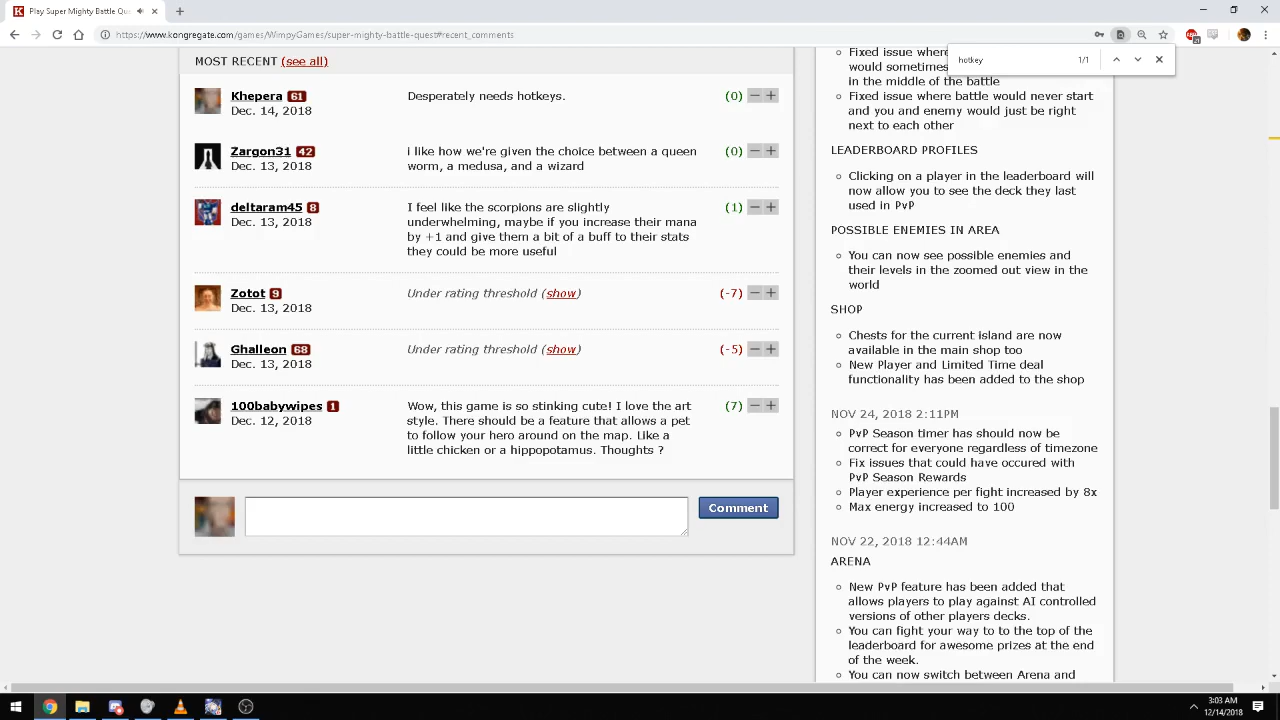 Play Super Mighty Battle Qu
https://www.kongregate.com/games/WimpyGames/super-mighty-battle-quest#recent_comments
hotkey 1/1
MOST RECENT (see all)
Khepera 61
Dec. 14, 2018
Desperately needs hotkeys.
(0)
Zargon31 42
Dec. 13, 2018
i like how we're given the choice between a queen
worm, a medusa, and a wizard
(0)
deltaram45 8
Dec. 13, 2018
I feel like the scorpions are slightly
underwhelming, maybe if you increase their mana
by +1 and give them a bit of a buff to their stats
they could be more useful
(1)
Zotot 9
Dec. 13, 2018
Under rating threshold (show)
(-7)
Ghalleon 68
Dec. 13, 2018
Under rating threshold (show)
(-5)
100babywipes 1
Dec. 12, 2018
Wow, this game is so stinking cute! I love the art
style. There should be a feature that allows a pet
to follow your hero around on the map. Like a
little chicken or a hippopotamus. Thoughts ?
(7)
Comment
Fixed issue where
would sometimes
in the middle of the battle
Fixed issue where battle would never start
and you and enemy would just be right
next to each other
LEADERBOARD PROFILES
Clicking on a player in the leaderboard will
now allow you to see the deck they last
used in PvP
POSSIBLE ENEMIES IN AREA
You can now see possible enemies and
their levels in the zoomed out view in the
world
SHOP
Chests for the current island are now
available in the main shop too
New Player and Limited Time deal
functionality has been added to the shop
NOV 24, 2018 2:11PM
PvP Season timer has should now be
correct for everyone regardless of timezone
Fix issues that could have occured with
PvP Season Rewards
Player experience per fight increased by 8x
Max energy increased to 100
NOV 22, 2018 12:44AM
ARENA
New PvP feature has been added that
allows players to play against AI controlled
versions of other players decks.
You can fight your way to to the top of the
leaderboard for awesome prizes at the end
of the week.
You can now switch between Arena and
3:03 AM
12/14/2018